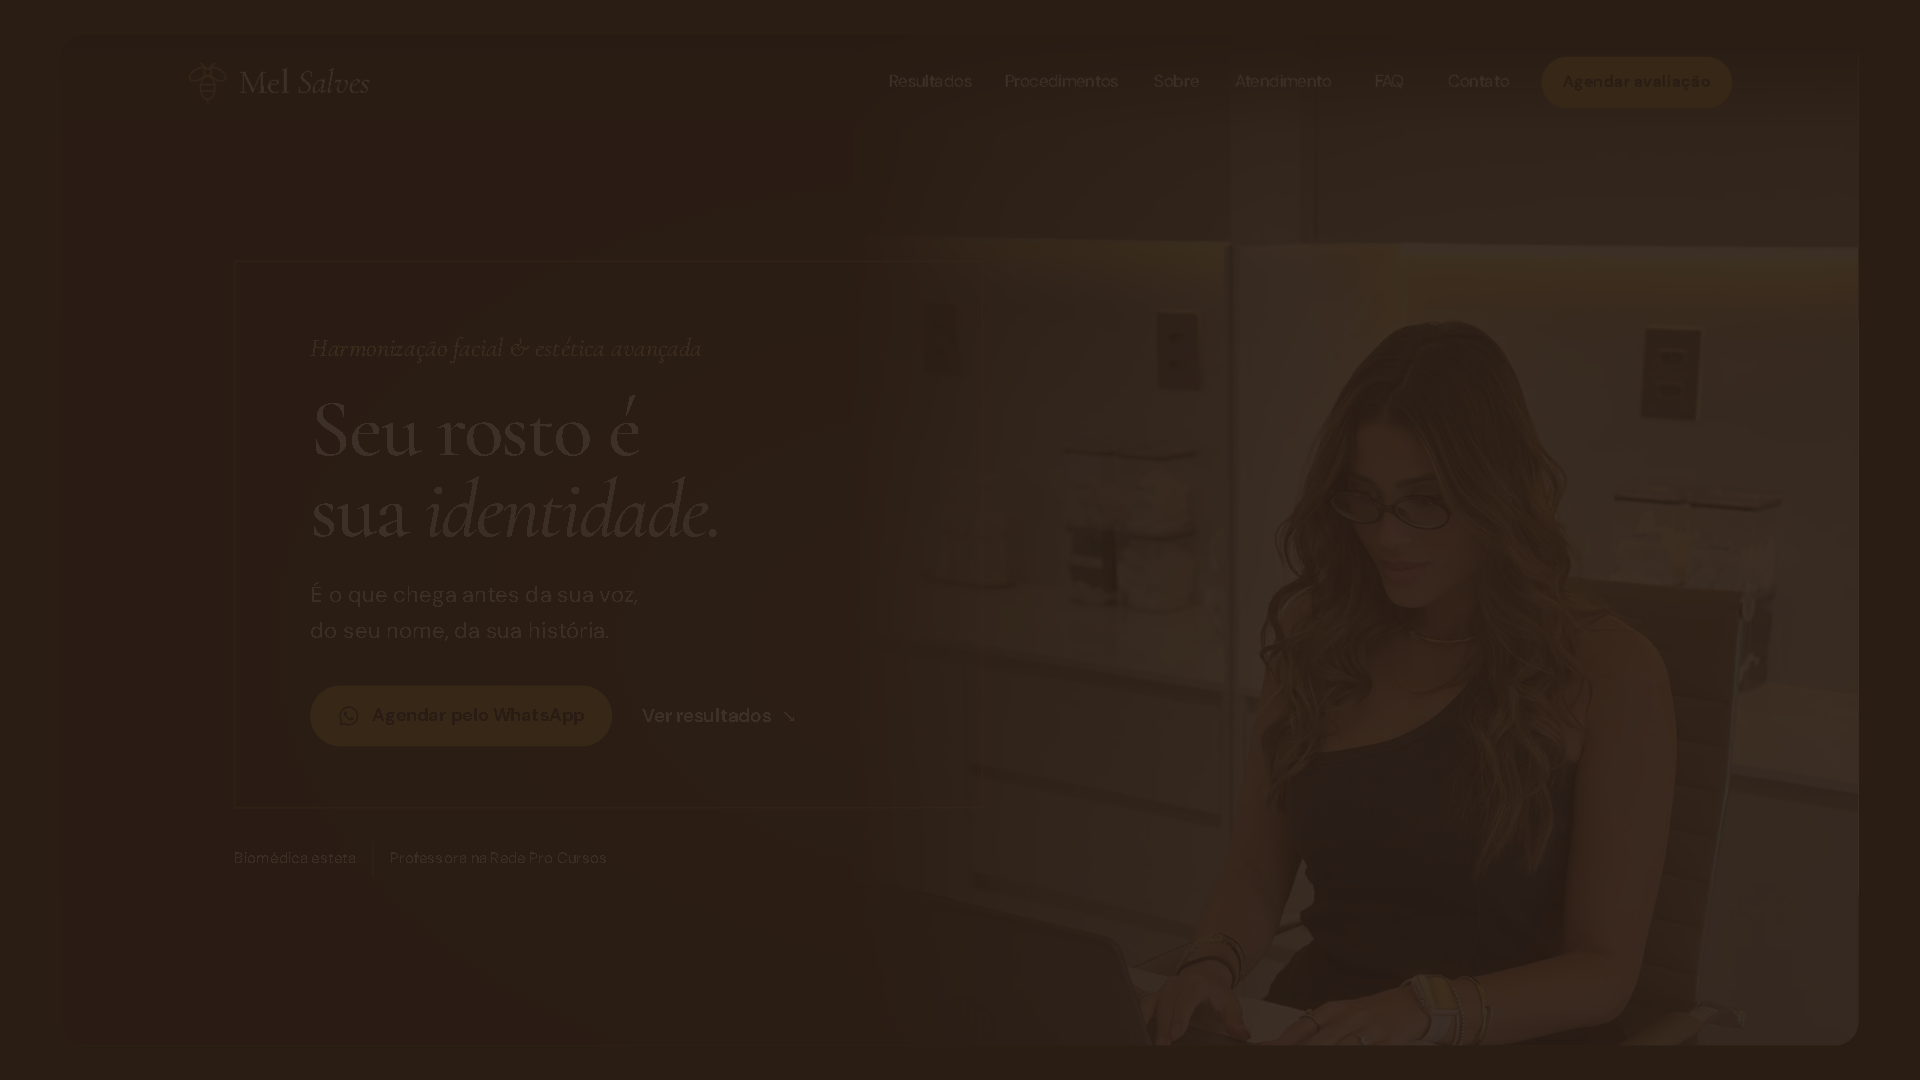 Mel Salves
Resultados
Procedimentos
Sobre
Atendimento
FAQ
Contato
Agendar avaliação
Harmonização facial & estética avançada
Seu rosto é
sua identidade.
É o que chega antes da sua voz,
do seu nome, da sua história.
Agendar pelo WhatsApp
Ver resultados ↘
Biomédica esteta
Professora na Rede Pro Cursos